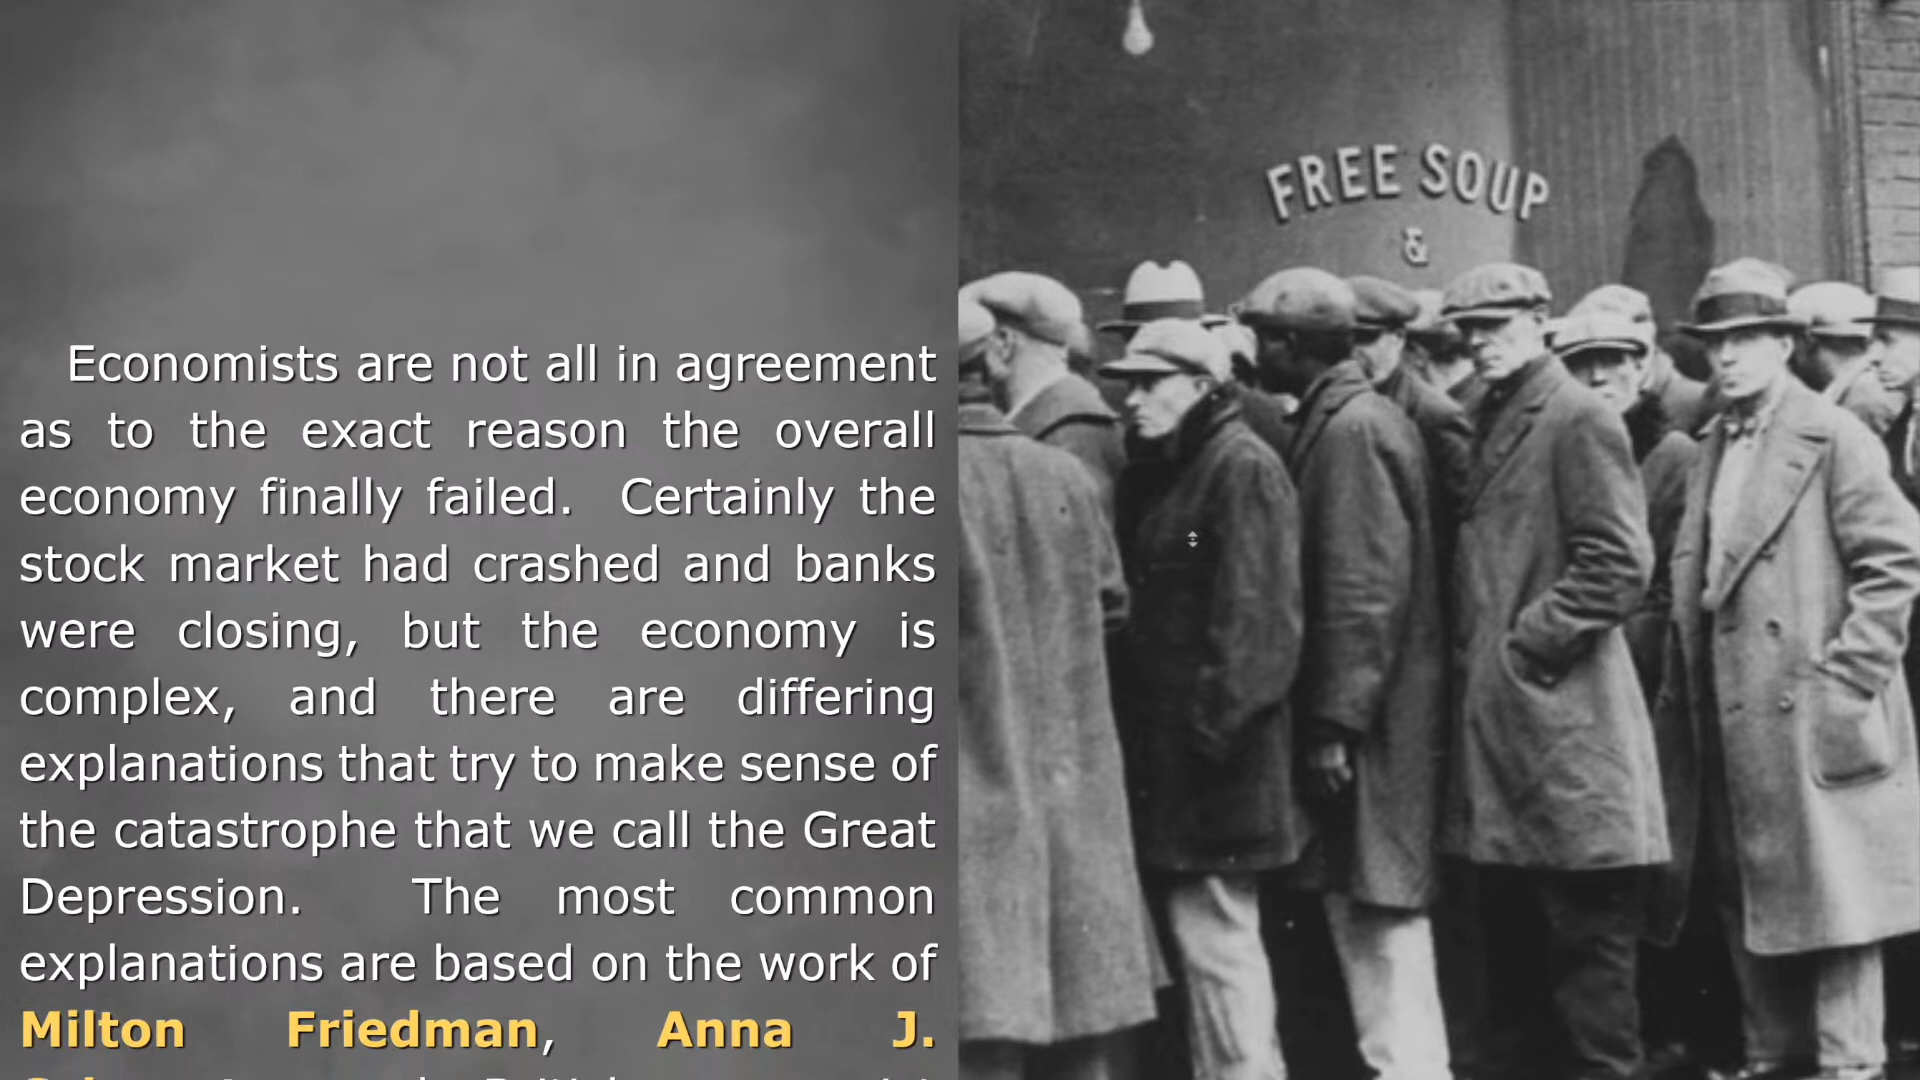 Economists are not all in agreement
as to the exact reason the overall
economy finally failed. Certainly the
stock market had crashed and banks
were closing, but the economy is
complex, and there are differing
explanations that try to make sense of
the catastrophe that we call the Great
Depression. The most common
explanations are based on the work of
Milton Friedman, Anna J.
FREE SOUP
&